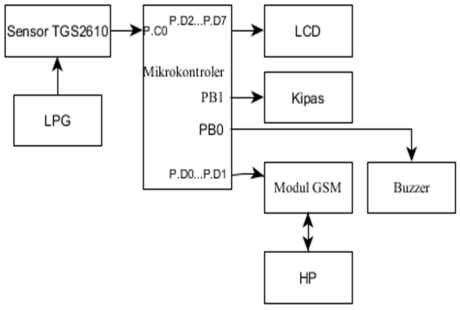 Sensor TGS2610
P.C0
P.D2...P.D7
LCD
Mikrokontroler
PB1
Kipas
LPG
PB0
P.D0...P.D1
Modul GSM
Buzzer
HP